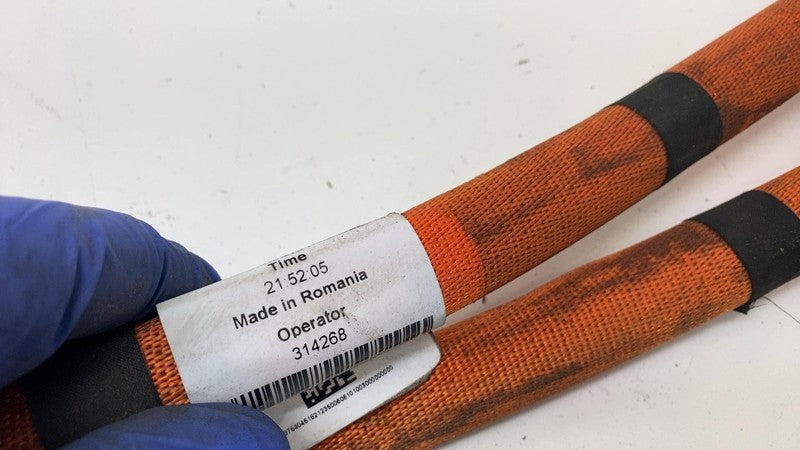 Time
21:52:05
Made in Romania
Operator
314268